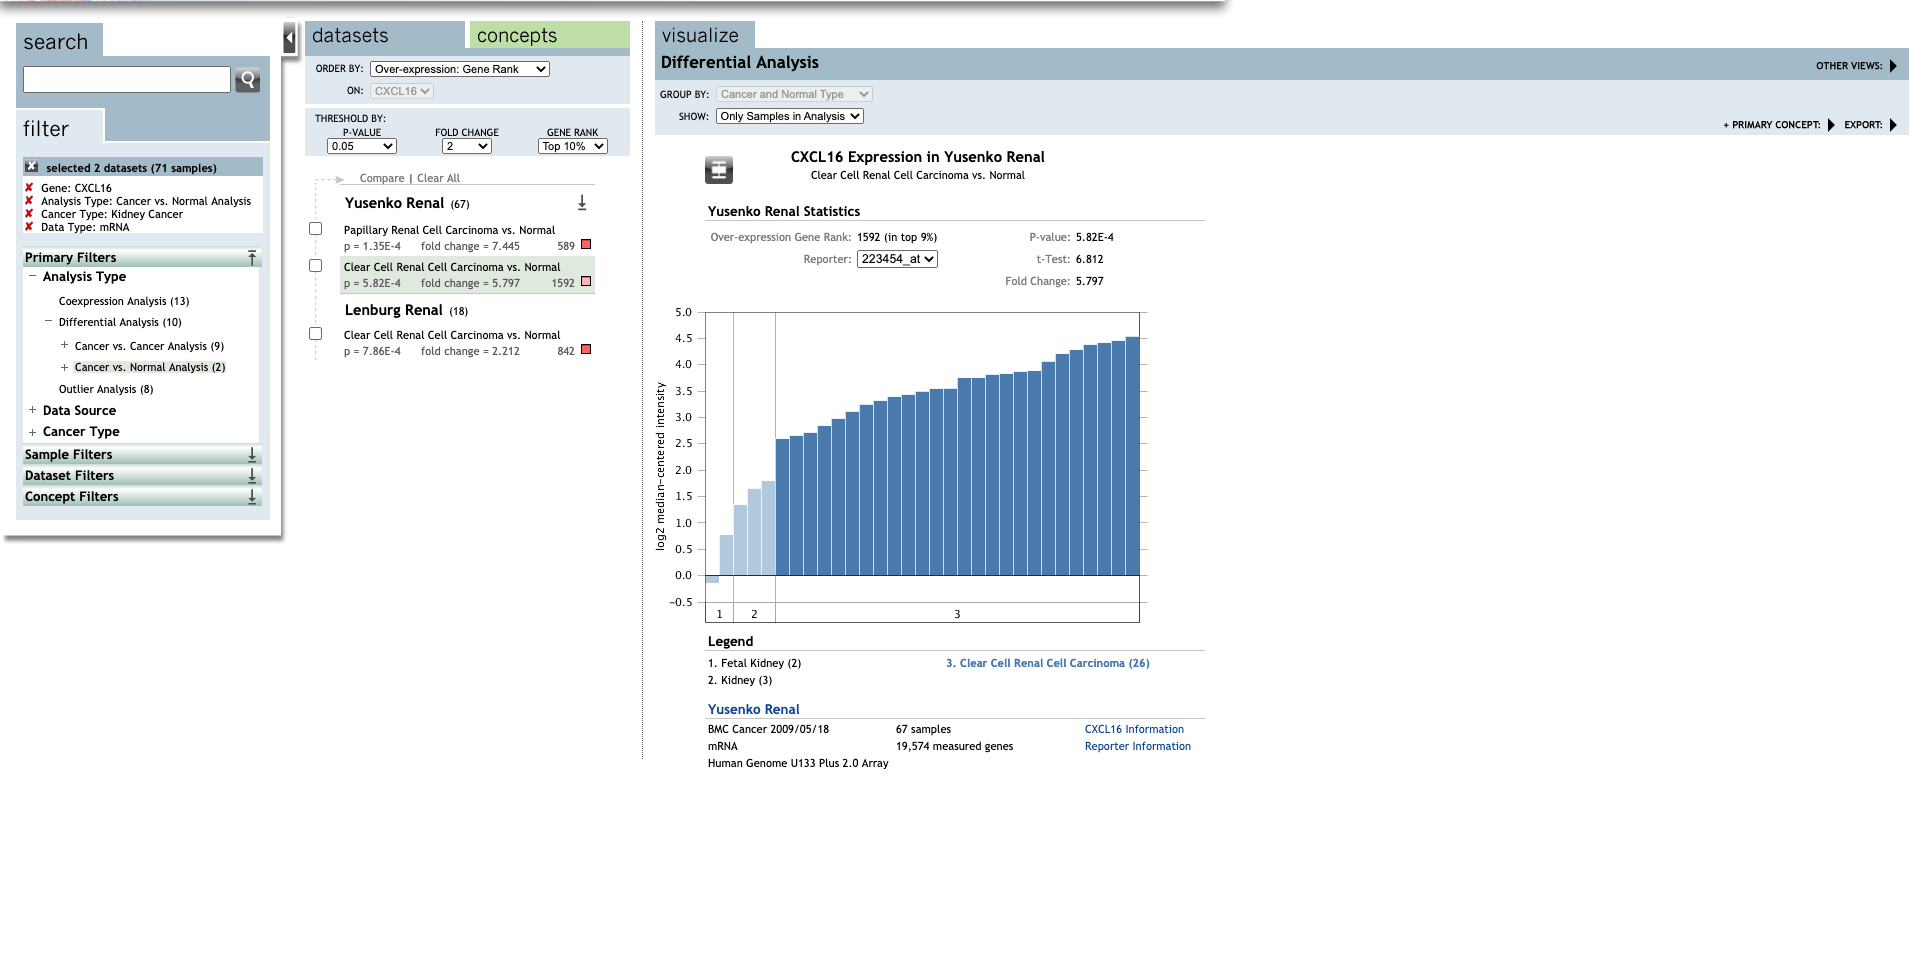 search
filter
selected 2 datasets (71 samples)
Gene: CXCL16
Analysis Type: Cancer vs. Normal Analysis
Cancer Type: Kidney Cancer
Data Type: mRNA
Primary Filters
Analysis Type
Coexpression Analysis (13)
Differential Analysis (10)
Cancer vs. Cancer Analysis (9)
Cancer vs. Normal Analysis (2)
Outlier Analysis (8)
Data Source
Cancer Type
Sample Filters
Dataset Filters
Concept Filters
datasets
concepts
ORDER BY: Over-expression: Gene Rank
ON: CXCL16
THRESHOLD BY:
P-VALUE FOLD CHANGE GENE RANK
0.05 2 Top 10%
Compare | Clear All
Yusenko Renal (67)
Papillary Renal Cell Carcinoma vs. Normal
p = 1.35E-4 fold change = 7.445 589
Clear Cell Renal Cell Carcinoma vs. Normal
p = 5.82E-4 fold change = 5.797 1592
Lenburg Renal (18)
Clear Cell Renal Cell Carcinoma vs. Normal
p = 7.86E-4 fold change = 2.212 842
visualize
Differential Analysis
OTHER VIEWS:
GROUP BY: Cancer and Normal Type
SHOW: Only Samples in Analysis
+ PRIMARY CONCEPT: EXPORT:
CXCL16 Expression in Yusenko Renal
Clear Cell Renal Cell Carcinoma vs. Normal
Yusenko Renal Statistics
Over-expression Gene Rank: 1592 (in top 9%) P-value: 5.82E-4
Reporter: 223454_at t-Test: 6.812
Fold Change: 5.797
log2 median-centered intensity
5.0
4.5
4.0
3.5
3.0
2.5
2.0
1.5
1.0
0.5
0.0
-0.5
1 2 3
Legend
1. Fetal Kidney (2) 3. Clear Cell Renal Cell Carcinoma (26)
2. Kidney (3)
Yusenko Renal
BMC Cancer 2009/05/18 67 samples CXCL16 Information
mRNA 19,574 measured genes Reporter Information
Human Genome U133 Plus 2.0 Array